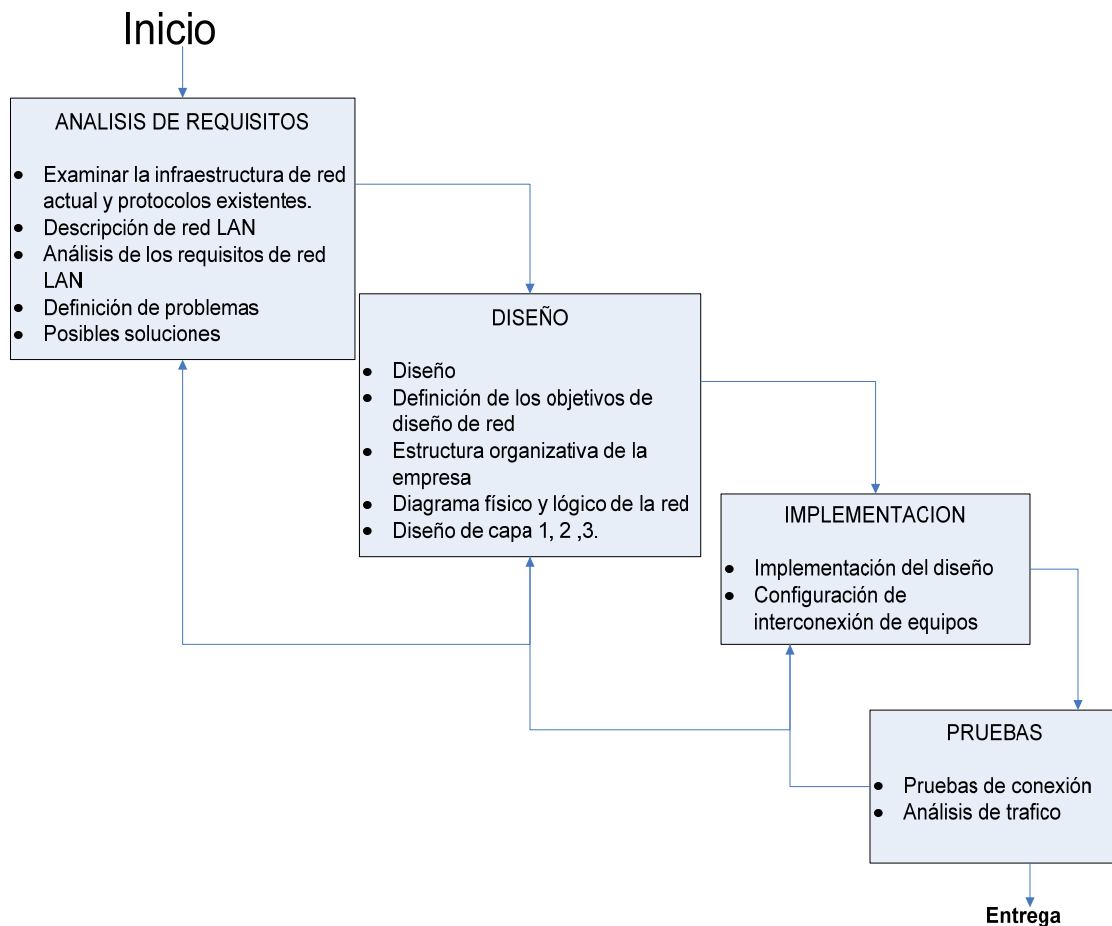 Inicio
ANALISIS DE REQUISITOS
• Examinar la infraestructura de red
actual y protocolos existentes.
• Descripción de red LAN
• Análisis de los requisitos de red
LAN
• Definición de problemas
• Posibles soluciones
DISEÑO
• Diseño
• Definición de los objetivos de
diseño de red
• Estructura organizativa de la
empresa
• Diagrama físico y lógico de la red
• Diseño de capa 1, 2 ,3.
IMPLEMENTACION
• Implementación del diseño
• Configuración de
interconexión de equipos
PRUEBAS
• Pruebas de conexión
• Análisis de trafico
Entrega